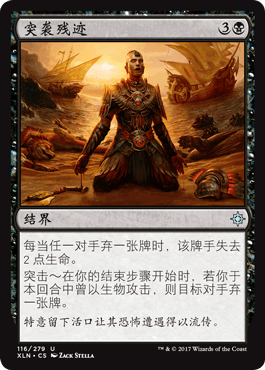 突袭残迹 3
结界
每当任一对手弃一张牌时，该牌手失去
2点生命。
突击～在你的结束步骤开始时，若你于
本回合中曾以生物攻击，则目标对手弃
一张牌。
特意留下活口让其恐怖遭遇得以流传。
116/279 U
XLN • CS ZACK STELLA
™ & © 2017 Wizards of the Coast